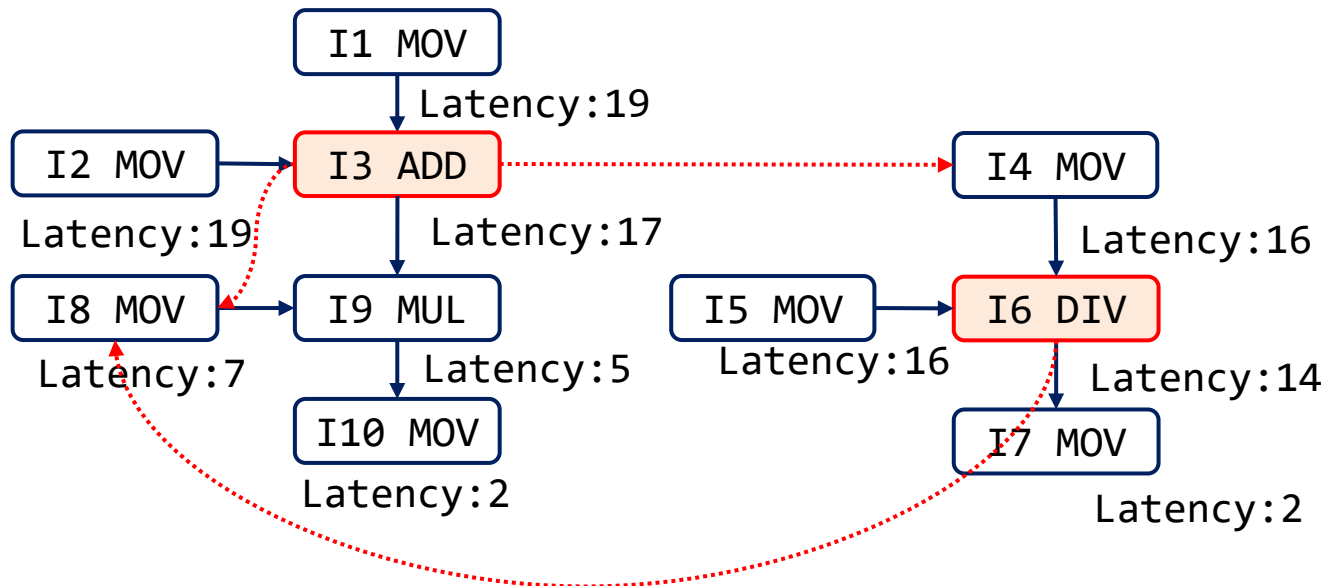 I1 MOV
Latency:19
I2 MOV
I3 ADD
I4 MOV
Latency:19
Latency:17
Latency:16
I8 MOV
I9 MUL
I5 MOV
I6 DIV
Latency:7
Latency:5
Latency:16
Latency:14
I10 MOV
I7 MOV
Latency:2
Latency:2